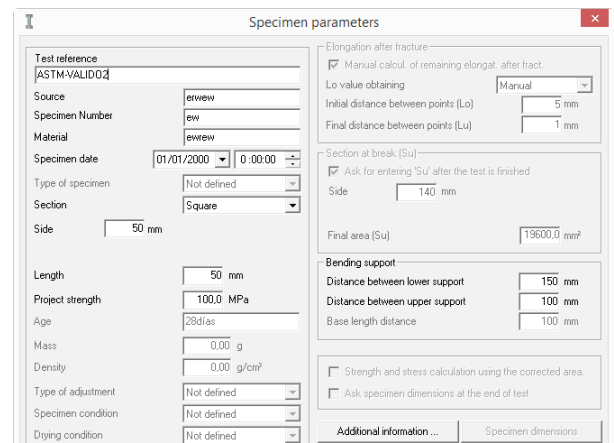 Specimen parameters
Test reference
ASTM-VALIDO2
Source erwew
Specimen Number ew
Material ewrew
Specimen date 01/01/2000 0:00:00
Type of specimen Not defined
Section Square
Side 50 mm
Length 50 mm
Project strength 100,0 MPa
Age 28días
Mass 0,00 g
Density 0,00 g/cm³
Type of adjustment Not defined
Specimen condition Not defined
Drying condition Not defined
Elongation after fracture
Manual calcul. of remaining elongat. after fract.
Lo value obtaining Manual
Initial distance between points (Lo) 5 mm
Final distance between points (Lu) 1 mm
Section at break (Su)
Ask for entering 'Su' after the test is finished
Side 140 mm
Final area (Su) 19600,0 mm²
Bending support
Distance between lower support 150 mm
Distance between upper support 100 mm
Base length distance 100 mm
Strength and stress calculation using the corrected area.
Ask specimen dimensions at the end of test
Additional information ... Specimen dimensions